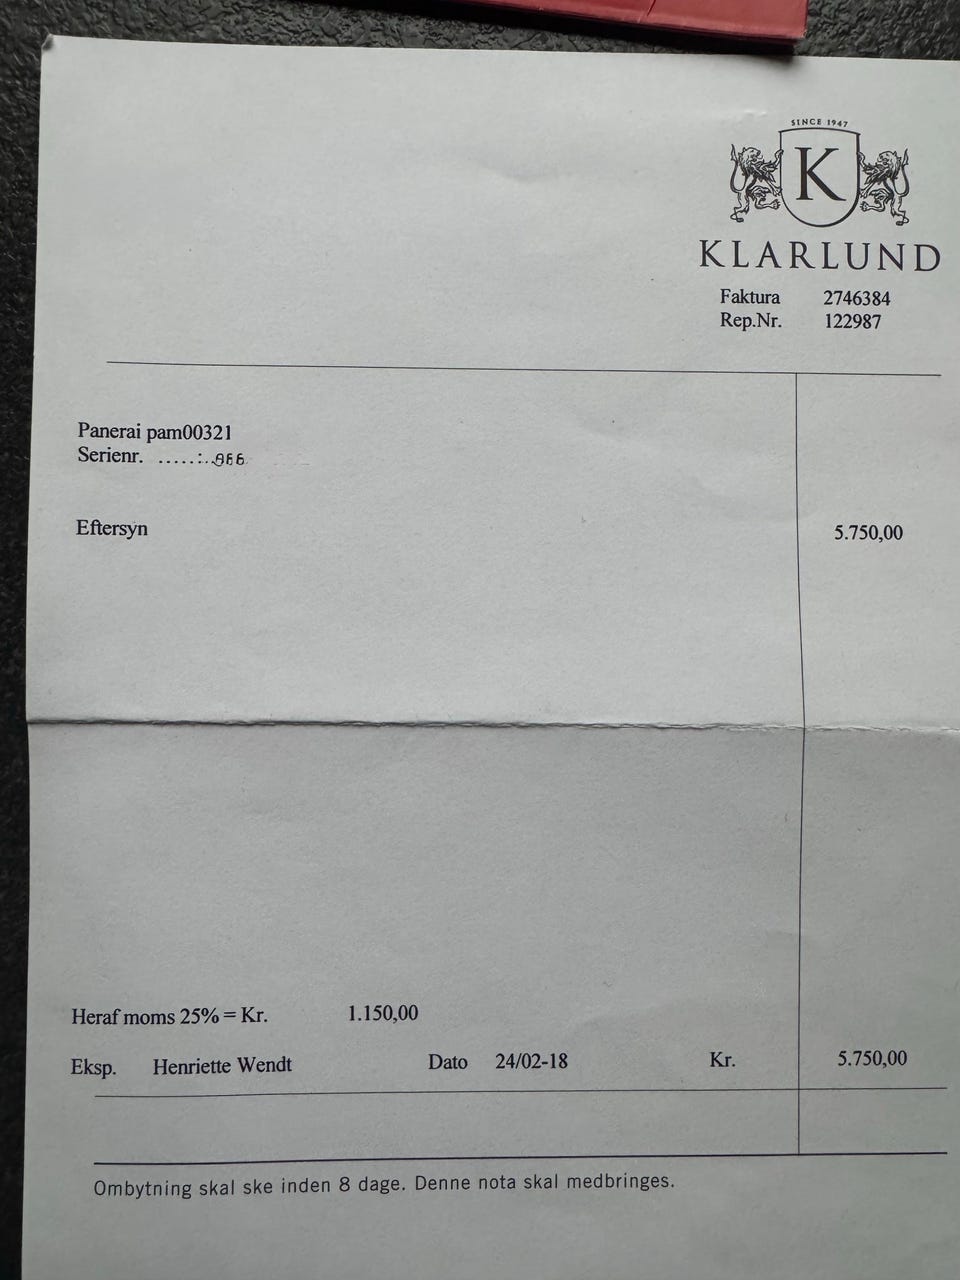 SINCE 1947
K
KLARLUND
Faktura 2746384
Rep.Nr. 122987
Panerai pam00321
Serienr.
Eftersyn 5.750,00
Heraf moms 25% = Kr. 1.150,00
Eksp. Henriette Wendt Dato 24/02-18 Kr. 5.750,00
Ombytning skal ske inden 8 dage. Denne nota skal medbringes.